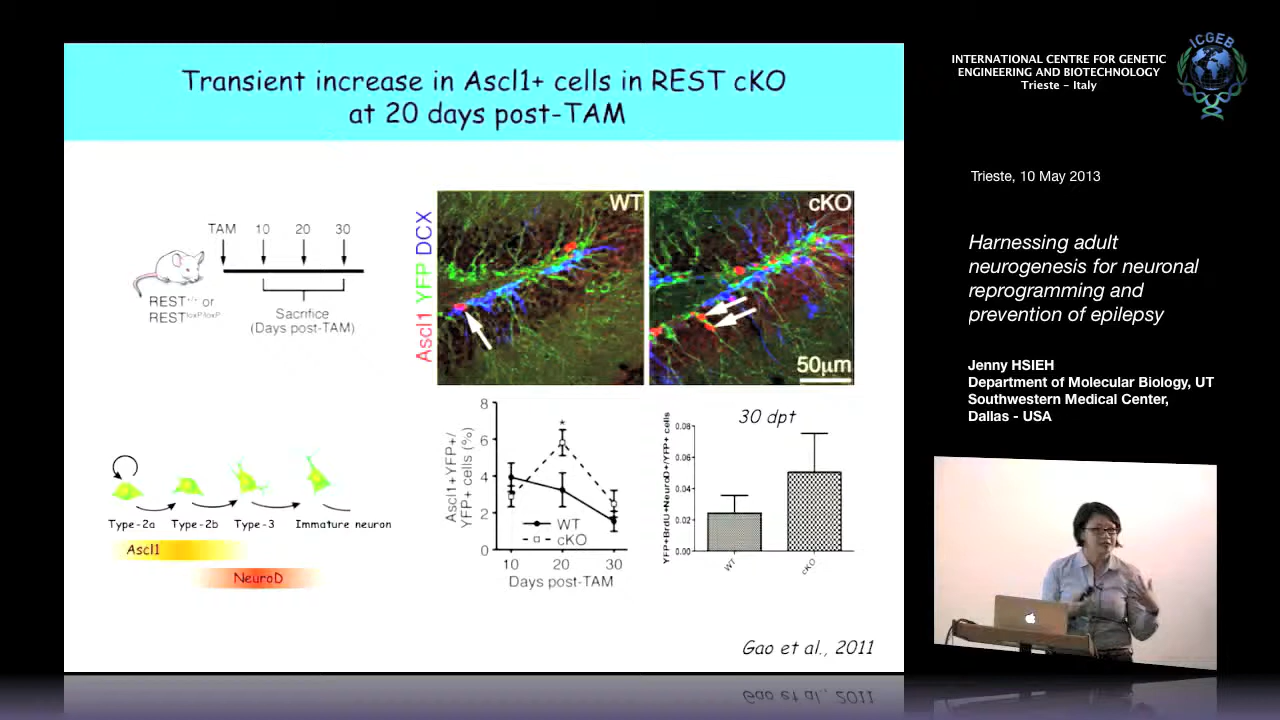 Transient increase in Ascl1+ cells in REST cKO
at 20 days post-TAM
TAM 10 20 30
REST+/+ or
RESTloxP/loxP
Sacrifice
(Days post-TAM)
Ascl1 YFP DCX
WT
cKO
50μm
Type-2a Type-2b Type-3 Immature neuron
Ascl1
NeuroD
Ascl1+YFP+/
YFP+ cells (%)
8
*
6
4
2
0
WT
cKO
10 20 30
Days post-TAM
30 dpt
YFP+BrdU+NeuroD+/YFP+ cells
0.08
0.06
0.04
0.02
0.00
WT
cKO
Gao et al., 2011
INTERNATIONAL CENTRE FOR GENETIC
ENGINEERING AND BIOTECHNOLOGY
Trieste - Italy
ICGEB
Trieste, 10 May 2013
Harnessing adult
neurogenesis for neuronal
reprogramming and
prevention of epilepsy
Jenny HSIEH
Department of Molecular Biology, UT
Southwestern Medical Center,
Dallas - USA